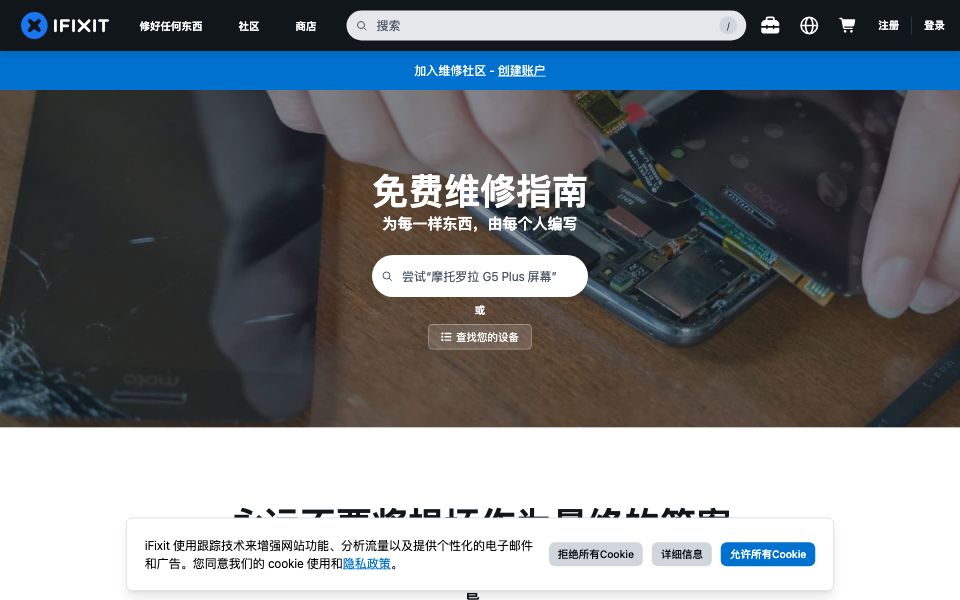 IFIXIT
修好任何东西
社区
商店
搜索
/
注册
登录
加入维修社区 - 创建账户
免费维修指南
为每一样东西，由每个人编写
尝试“摩托罗拉 G5 Plus 屏幕”
或
查找您的设备
moto
moto
iFixit 使用跟踪技术来增强网站功能、分析流量以及提供个性化的电子邮件
和广告。您同意我们的 cookie 使用和隐私政策。
拒绝所有Cookie
详细信息
允许所有Cookie